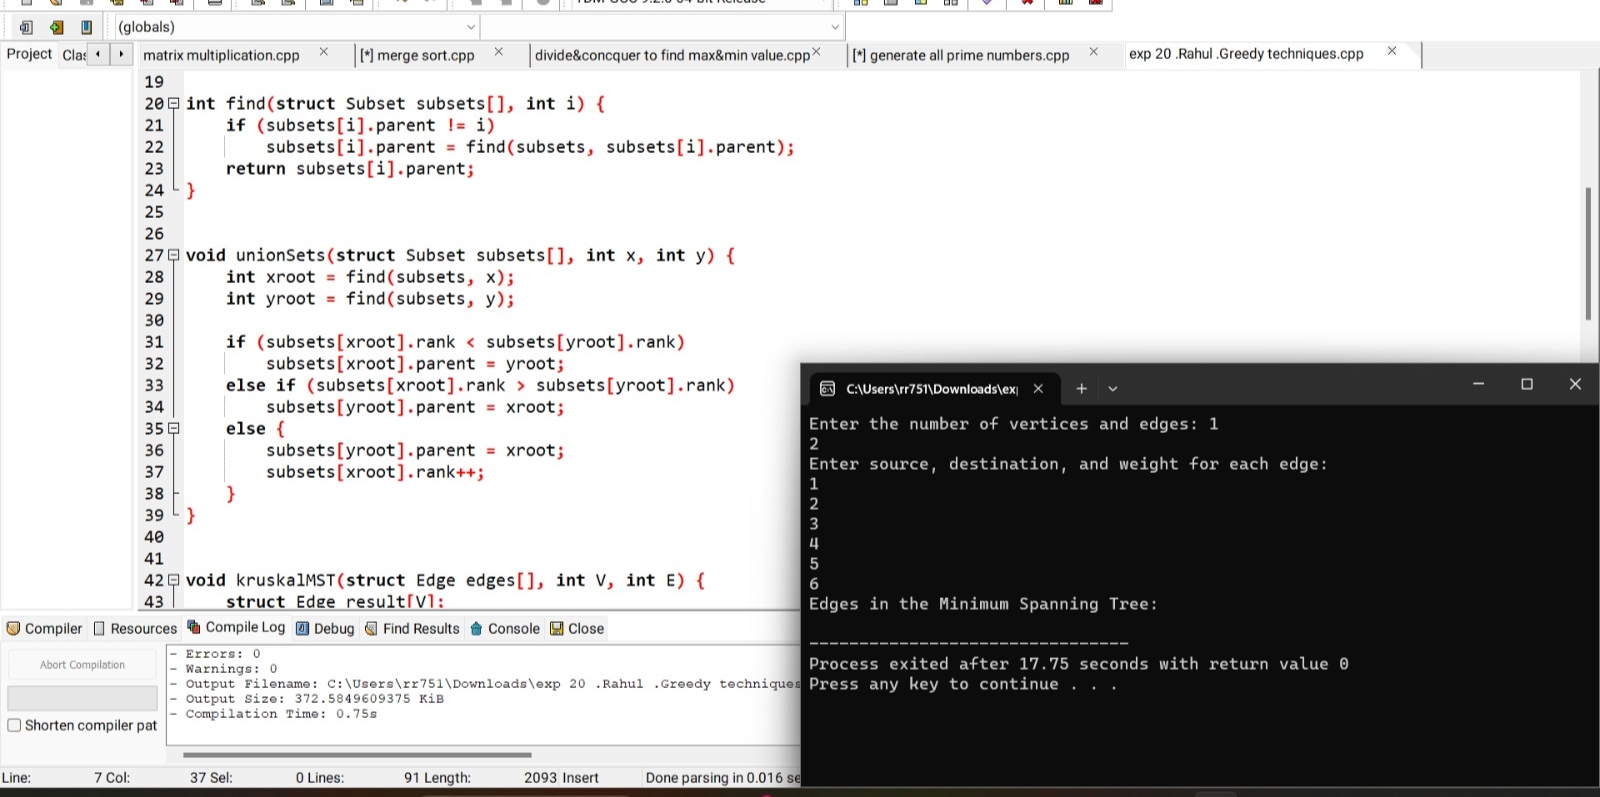 (globals)
Project Clas
matrix multiplication.cpp
[*] merge sort.cpp
divide&concquer to find max&min value.cpp
[*] generate all prime numbers.cpp
exp 20 .Rahul .Greedy techniques.cpp
19
20 int find(struct Subset subsets[], int i) {
21 if (subsets[i].parent != i)
22 subsets[i].parent = find(subsets, subsets[i].parent);
23 return subsets[i].parent;
24 }
25
26
27 void unionSets(struct Subset subsets[], int x, int y) {
28 int xroot = find(subsets, x);
29 int yroot = find(subsets, y);
30
31 if (subsets[xroot].rank < subsets[yroot].rank)
32 subsets[xroot].parent = yroot;
33 else if (subsets[xroot].rank > subsets[yroot].rank)
34 subsets[yroot].parent = xroot;
35 else {
36 subsets[yroot].parent = xroot;
37 subsets[xroot].rank++;
38 }
39 }
40
41
42 void kruskalMST(struct Edge edges[], int V, int E) {
43 struct Edge result[V];
C:\Users\rr751\Downloads\exp
Enter the number of vertices and edges: 1
2
Enter source, destination, and weight for each edge:
1
2
3
4
5
6
Edges in the Minimum Spanning Tree:
--------------------------------
Process exited after 17.75 seconds with return value 0
Press any key to continue . . .
Compiler Resources Compile Log Debug Find Results Console Close
Abort Compilation
Shorten compiler pat
- Errors: 0
- Warnings: 0
- Output Filename: C:\Users\rr751\Downloads\exp 20 .Rahul .Greedy techniques
- Output Size: 372.5849609375 KiB
- Compilation Time: 0.75s
Line: 7 Col: 37 Sel: 0 Lines: 91 Length: 2093 Insert Done parsing in 0.016 se